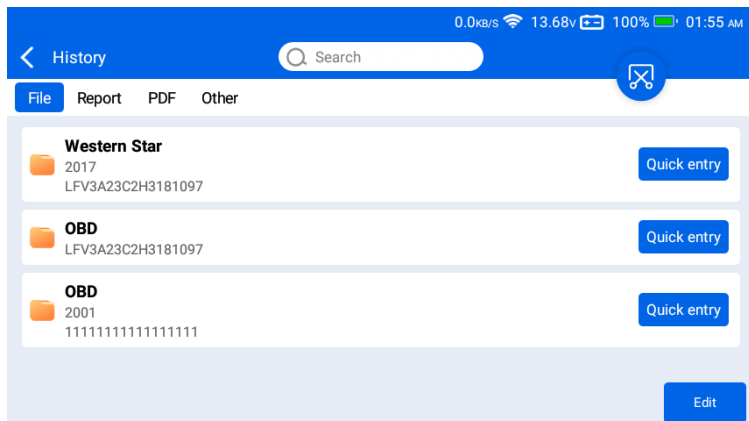 0.0KB/S 13.68V 100% 01:55 AM
History
Search
File Report PDF Other
Western Star
2017
LFV3A23C2H3181097
Quick entry
OBD
LFV3A23C2H3181097
Quick entry
OBD
2001
11111111111111111
Quick entry
Edit